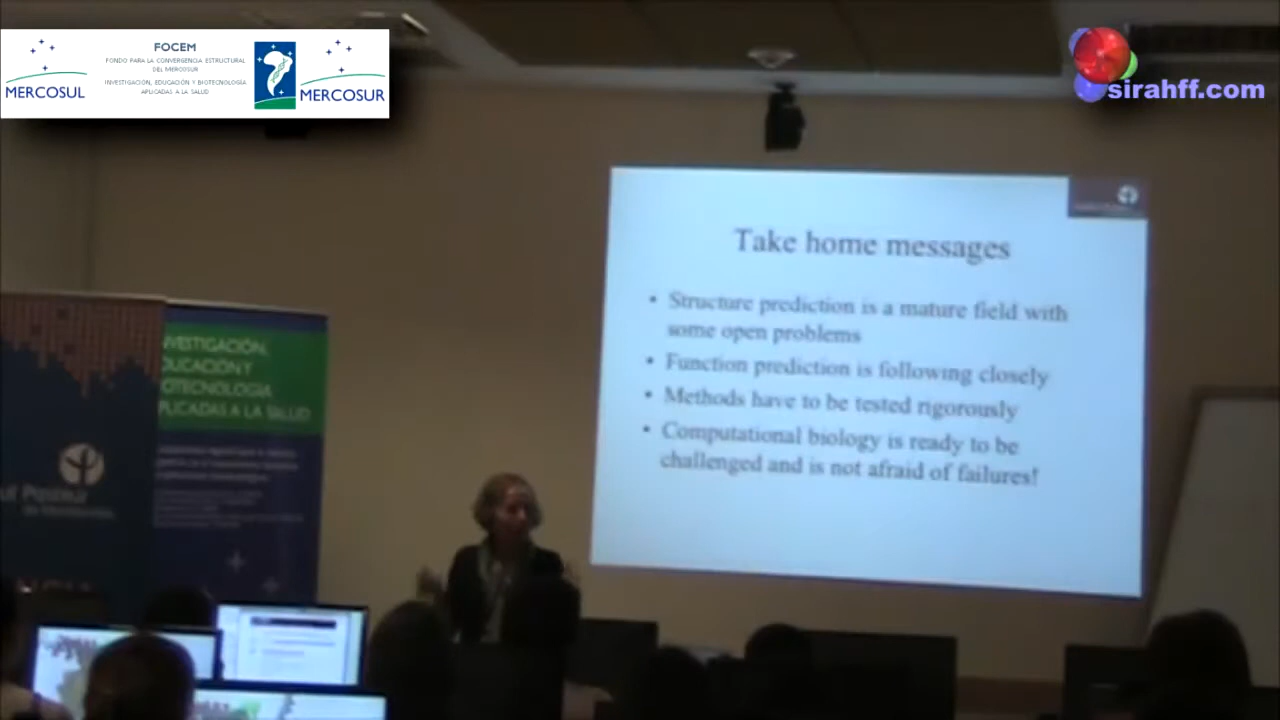 MERCOSUL
FOCEM
FONDO PARA LA CONVERGENCIA ESTRUCTURAL
DEL MERCOSUR
INVESTIGACIÓN, EDUCACIÓN Y BIOTECNOLOGÍA
APLICADAS A LA SALUD
MERCOSUR
sirahff.com
Take home messages
• Structure prediction is a mature field with
some open problems
• Function prediction is following closely
• Methods have to be tested rigorously
• Computational biology is ready to be
challenged and is not afraid of failures!
NVESTIGACIÓN,
DUCACIÓN Y
OTECNOLOGÍA
PLICADAS A LA SALUD